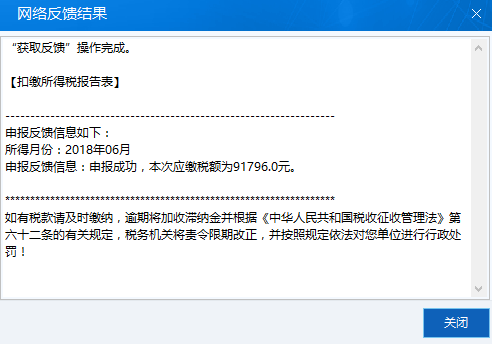 网络反馈结果
“获取反馈”操作完成。
【扣缴所得税报告表】
------------------------------------------------------------------
申报反馈信息如下：
所得月份：2018年06月
申报反馈信息：申报成功，本次应缴税额为91796.0元。
******************************************************************
如有税款请及时缴纳，逾期将加收滞纳金并根据《中华人民共和国税收征收管理法》第
六十二条的有关规定，税务机关将责令限期改正，并按照规定依法对您单位进行行政处
罚！
关闭